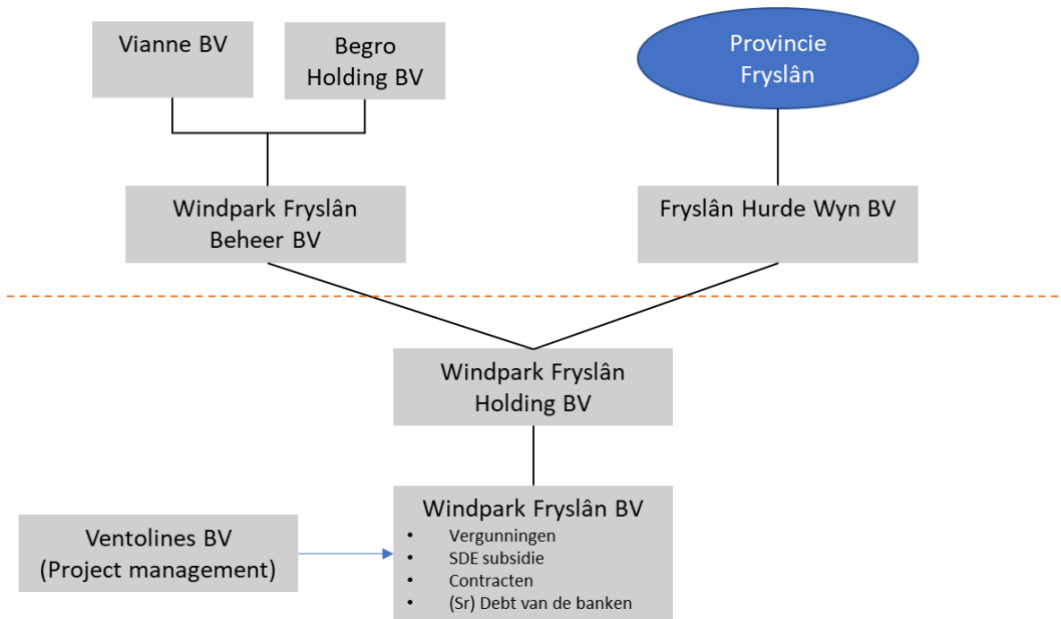 Vianne BV
Begro
Holding BV
Provincie
Fryslân
Windpark Fryslân
Beheer BV
Fryslân Hurde Wyn BV
Windpark Fryslân
Holding BV
Windpark Fryslân BV
• Vergunningen
• SDE subsidie
• Contracten
• (Sr) Debt van de banken
Ventolines BV
(Project management)